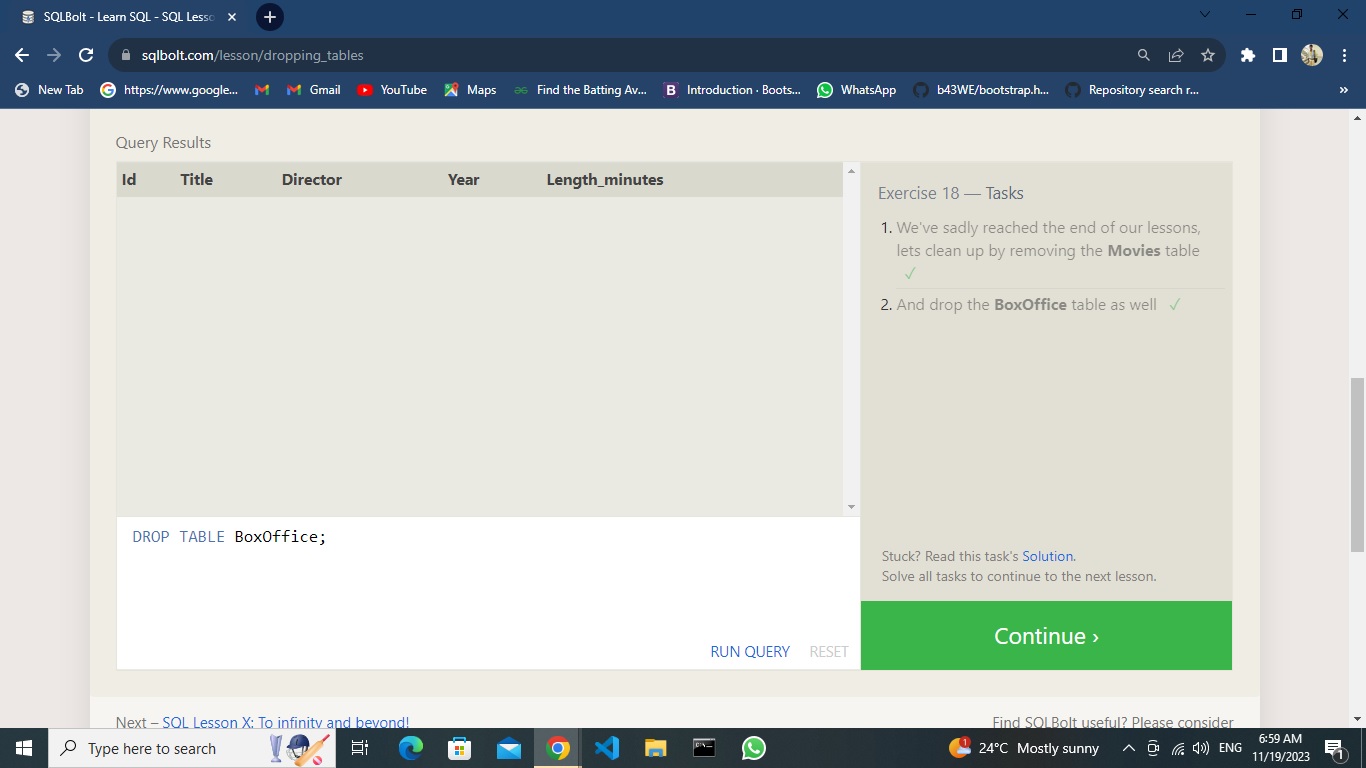 SQLBolt - Learn SQL - SQL Lesso
sqlbolt.com/lesson/dropping_tables
New Tab https://www.google... Gmail YouTube Maps Find the Batting Av... Introduction · Boots... WhatsApp b43WE/bootstrap.h... Repository search r... »
Query Results
Id Title Director Year Length_minutes
Exercise 18 — Tasks
1. We've sadly reached the end of our lessons,
lets clean up by removing the Movies table
✓
2. And drop the BoxOffice table as well ✓
DROP TABLE BoxOffice;
Stuck? Read this task's Solution.
Solve all tasks to continue to the next lesson.
RUN QUERY RESET
Continue ›
Next – SQL Lesson X: To infinity and beyond!
Find SQLBolt useful? Please consider
Type here to search
1
24°C Mostly sunny
ENG
6:59 AM
11/19/2023
1